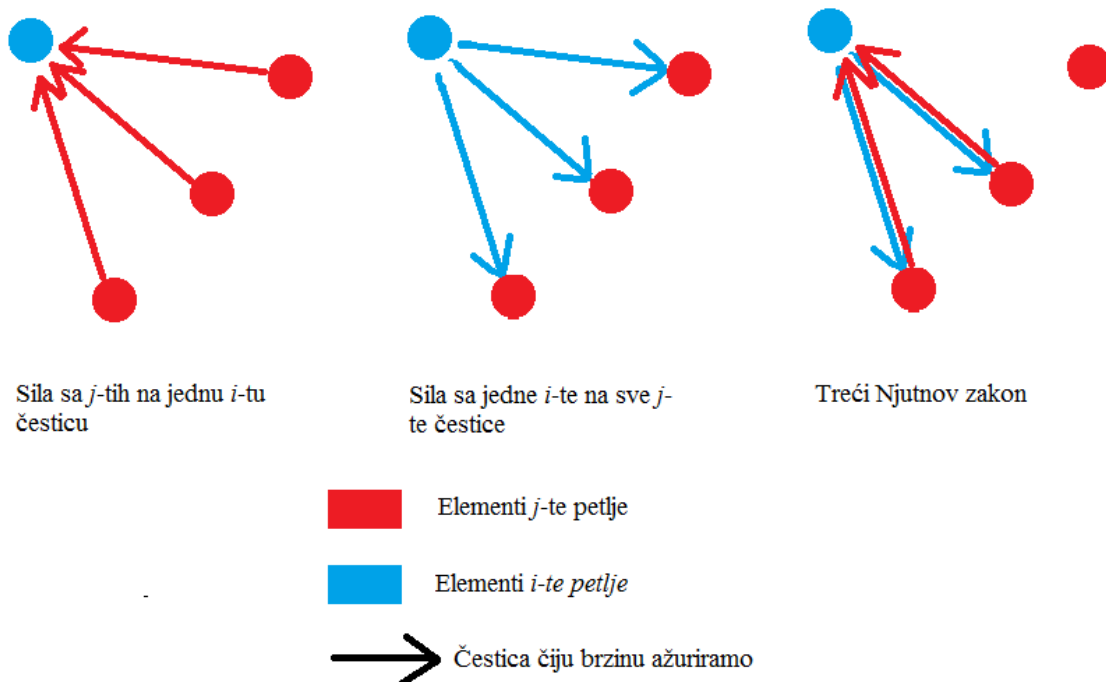 Sila sa j-tih na jednu i-tu
česticu
Sila sa jedne i-te na sve j-
te čestice
Treći Njutnov zakon
Elementi j-te petlje
Elementi i-te petlje
-
Čestica čiju brzinu ažuriramo